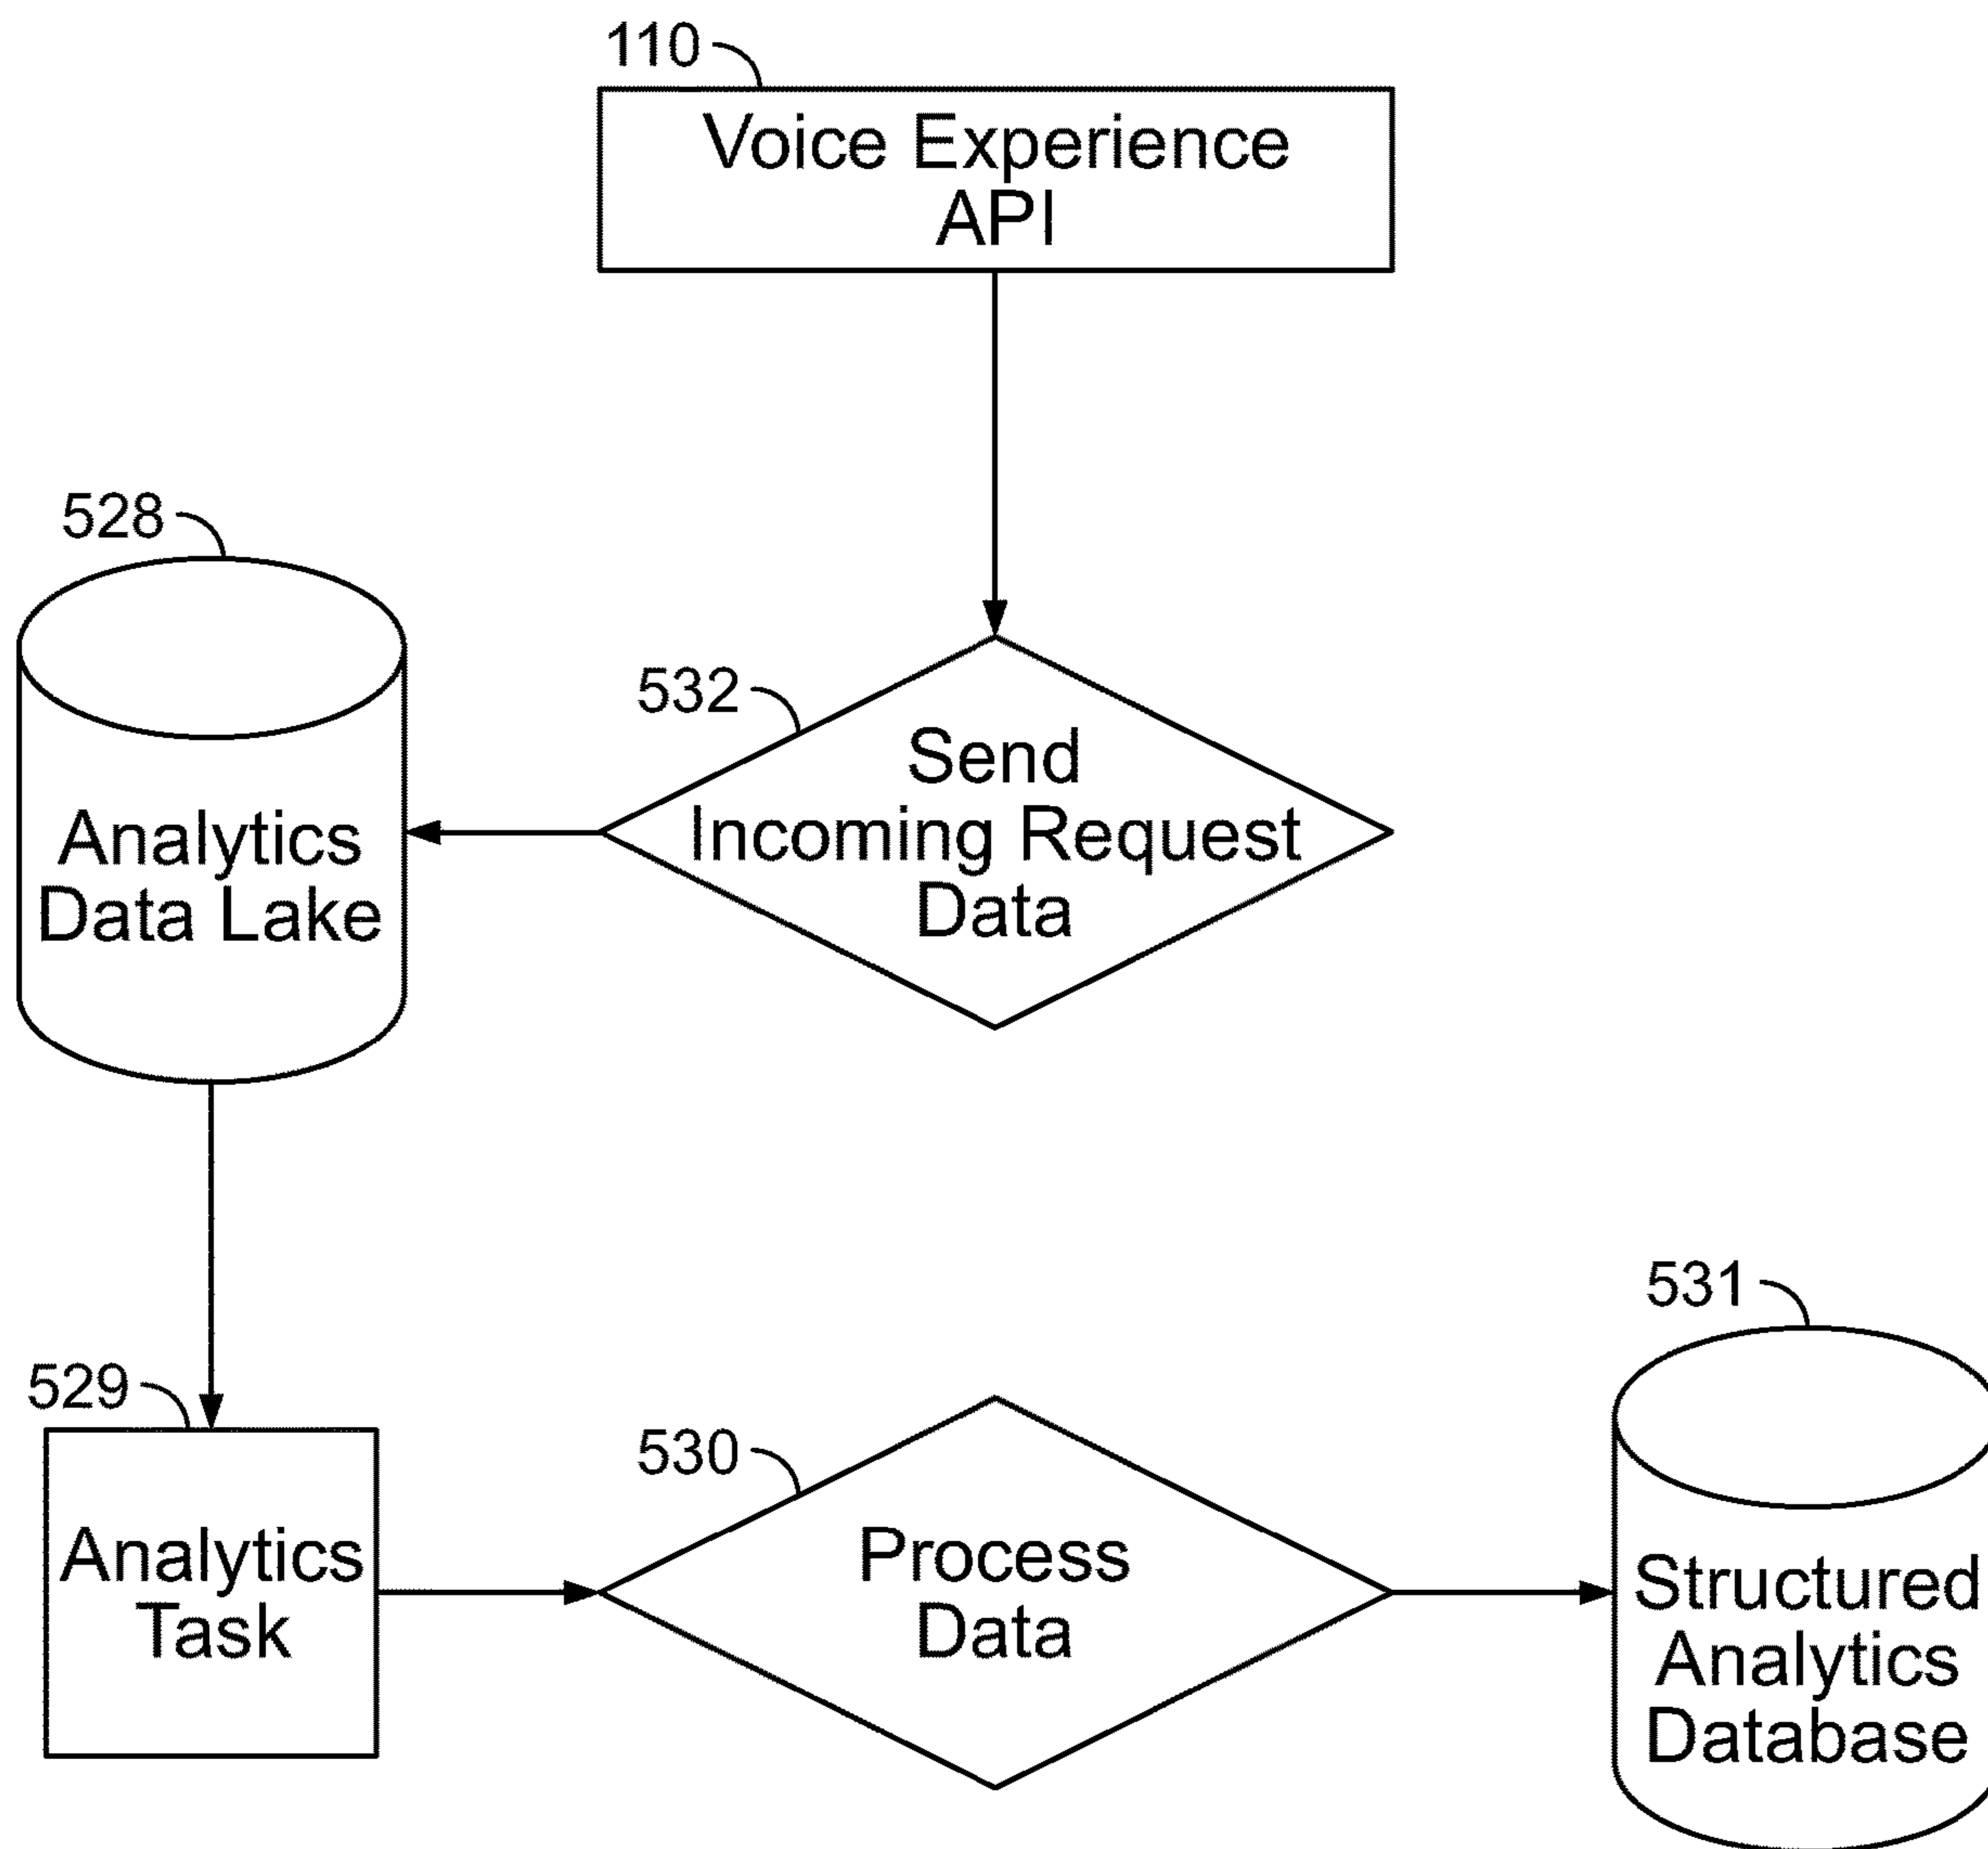 110
Voice Experience
API
528
532
Send
Incoming Request
Data
Analytics
Data Lake
529
Analytics
Task
530
Process
Data
531
Structured
Analytics
Database